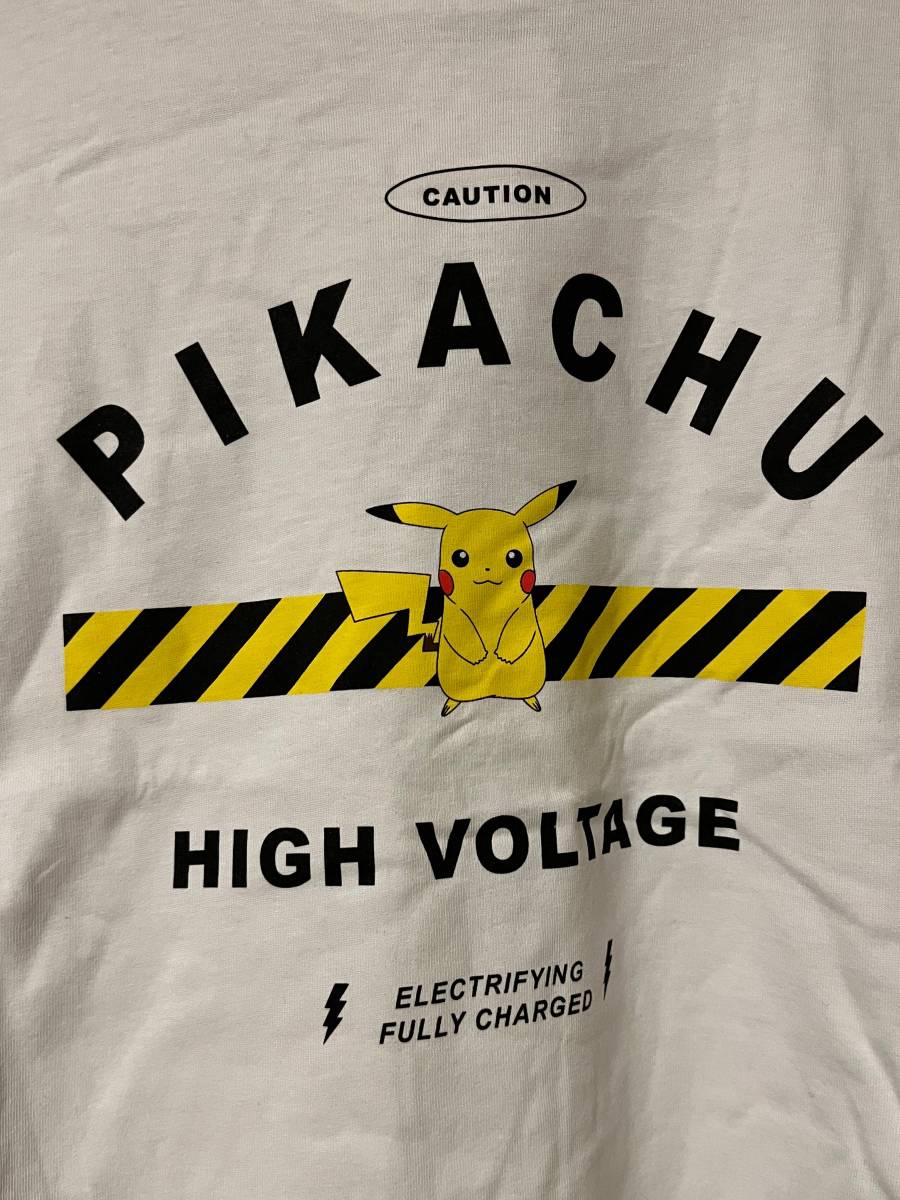 CAUTION
PIKACHU
HIGH VOLTAGE
ELECTRIFYING
FULLY CHARGED